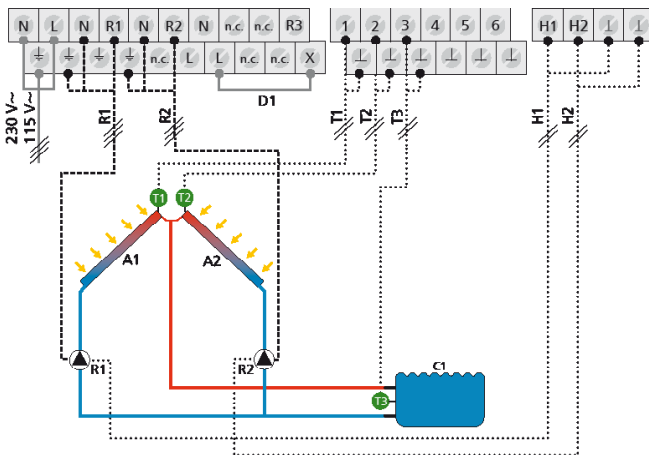 N L N R1 N R2 N n.c. n.c. R3
1 2 3 4 5 6
H1 H2 ⊥ ⊥
n.c. L L n.c. n.c. X
⊥ ⊥ ⊥ ⊥ ⊥ ⊥
D1
230 V~
115 V~
R1
R2
T1
T2
T3
H1
H2
T1 T2
A1 A2
R1 R2
C1
T3